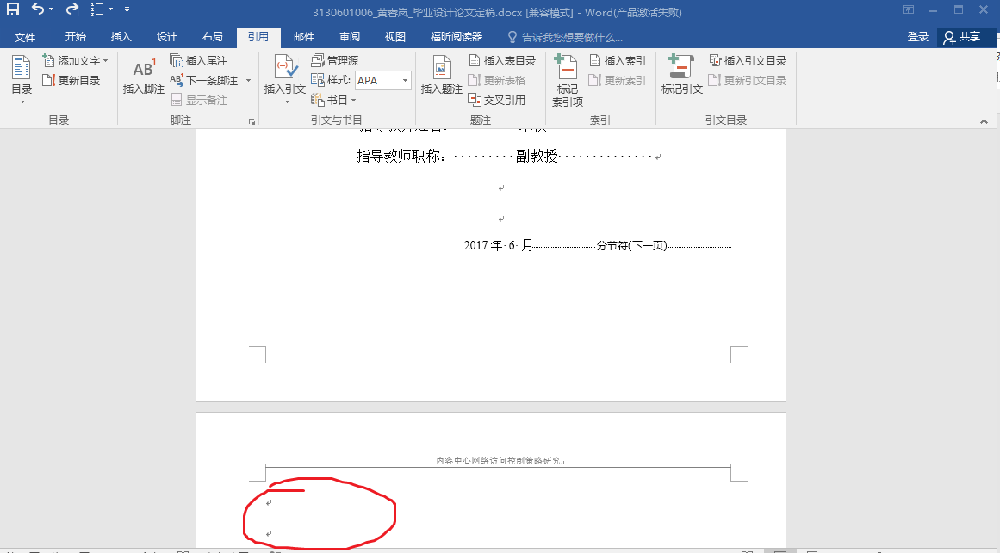 3130601006_黄睿岚_毕业设计论文定稿.docx [兼容模式] - Word(产品激活失败)
文件 开始 插入 设计 布局 引用 邮件 审阅 视图 福昕阅读器 告诉我您想要做什么... 登录 共享
目录 添加文字 更新目录
目录
AB1 插入脚注 插入尾注 AB1 下一条脚注 显示备注
脚注
插入引文 管理源 样式: APA 书目
引文与书目
插入题注 插入表目录 更新表格 交叉引用
题注
标记 索引项 插入索引 更新索引
索引
标记引文 插入引文目录 更新引文目录
引文目录
指导教师职称：·········副教授··············
2017 年· 6· 月 分节符(下一页)
内容中心网络访问控制策略研究